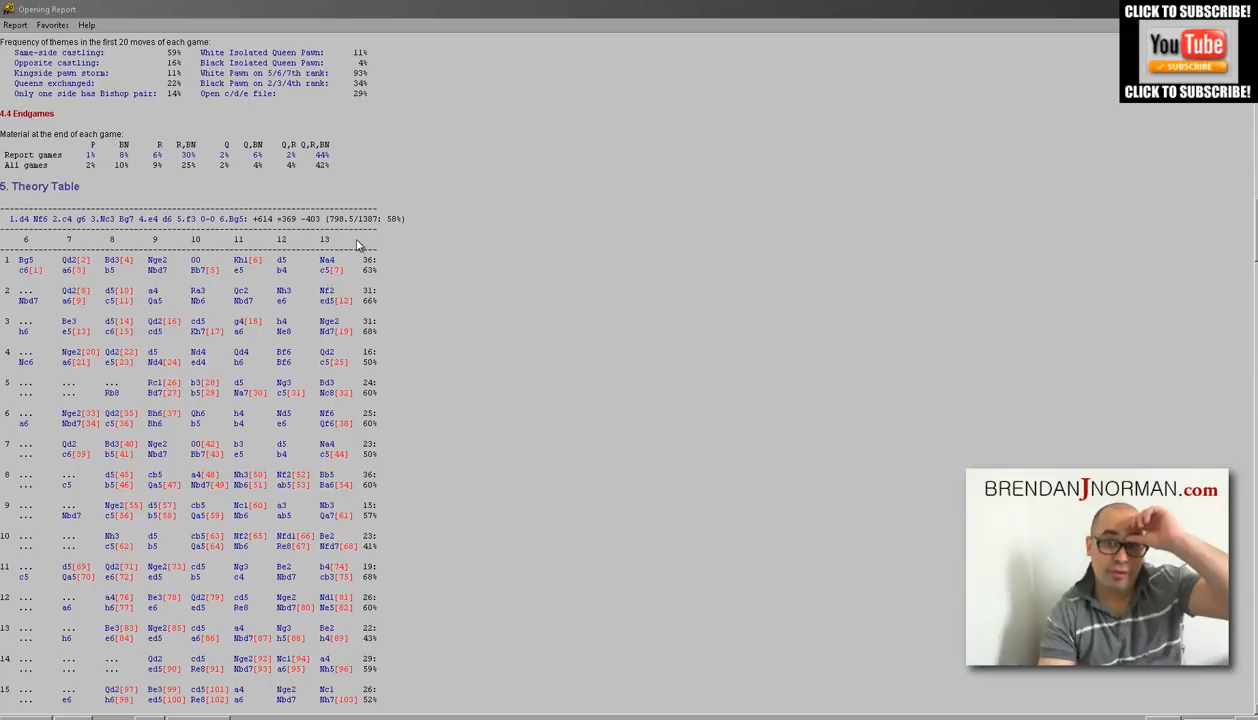 Opening Report
Report Favorites Help
CLICK TO SUBSCRIBE!
YouTube
SUBSCRIBE
CLICK TO SUBSCRIBE!
Frequency of themes in the first 20 moves of each game:
Same-side castling: 59% White Isolated Queen Pawn: 11%
Opposite castling: 16% Black Isolated Queen Pawn: 4%
Kingside pawn storm: 11% White Pawn on 5/6/7th rank: 93%
Queens exchanged: 22% Black Pawn on 2/3/4th rank: 34%
Only one side has Bishop pair: 14% Open c/d/e file: 29%
4.4 Endgames
Material at the end of each game:
P BN R R,BN Q Q,BN Q,R Q,R,BN
Report games 1% 8% 6% 30% 2% 6% 2% 44%
All games 2% 10% 9% 25% 2% 4% 4% 42%
5. Theory Table
1.d4 Nf6 2.c4 g6 3.Nc3 Bg7 4.e4 d6 5.f3 0-0 6.Bg5: +614 =369 -403 (798.5/1387: 58%)
6 7 8 9 10 11 12 13
1 Bg5 Qd2[2] Bd3[4] Nge2 00 Kh1[6] d5 Na4 36:
c6[1] a6[3] b5 Nbd7 Bb7[5] e5 b4 c5[7] 63%
2 ... Qd2[8] d5[10] a4 Ra3 Qc2 Nh3 Nf2 31:
Nbd7 a6[9] c5[11] Qa5 Nb6 Nbd7 e6 ed5[12] 66%
3 ... Be3 d5[14] Qd2[16] cd5 g4[18] h4 Nge2 31:
h6 e5[13] c6[15] cd5 Kh7[17] a6 Ne8 Nd7[19] 68%
4 ... Nge2[20] Qd2[22] d5 Nd4 Qd4 Bf6 Qd2 16:
Nc6 a6[21] e5[23] Nd4[24] ed4 h6 Bf6 c5[25] 50%
5 ... ... ... Rc1[26] b3[28] d5 Ng3 Bd3 24:
Rb8 Bd7[27] b5[29] Na7[30] c5[31] Nc8[32] 60%
6 ... Nge2[33] Qd2[35] Bh6[37] Qh6 h4 Nd5 Nf6 25:
a6 Nbd7[34] c5[36] Bh6 b5 b4 e6 Qf6[38] 60%
7 ... Qd2 Bd3[40] Nge2 00[42] b3 d5 Na4 23:
c6[39] b5[41] Nbd7 Bb7[43] e5 b4 c5[44] 50%
8 ... ... d5[45] cb5 a4[48] Nh3[50] Nf2[52] Bb5 36:
c5 b5[46] Qa5[47] Nbd7[49] Nb6[51] ab5[53] Ba6[54] 60%
9 ... ... Nge2[55] d5[57] cb5 Nc1[60] a3 Nb3 15:
Nbd7 c5[56] b5[58] Qa5[59] Nb6 ab5 Qa7[61] 57%
10 ... ... Nh3 d5 cb5[63] Nf2[65] Nfd1[66] Be2 23:
c5[62] b5 Qa5[64] Nb6 Re8[67] Nfd7[68] 41%
11 ... d5[69] Qd2[71] Nge2[73] cd5 Ng3 Be2 b4[74] 19:
c5 Qa5[70] e6[72] ed5 b5 c4 Nbd7 cb3[75] 68%
12 ... ... a4[76] Be3[78] Qd2[79] cd5 Nge2 Nd1[81] 26:
a6 h6[77] e6 ed5 Re8 Nbd7[80] Ne5[82] 60%
13 ... ... Be3[83] Nge2[85] cd5 a4 Ng3 Be2 22:
h6 e6[84] ed5 a6[86] Nbd7[87] h5[88] h4[89] 43%
14 ... ... ... Qd2 cd5 Nge2[92] Nc1[94] a4 29:
ed5[90] Re8[91] Nbd7[93] a6[95] Nh5[96] 59%
15 ... ... Qd2[97] Be3[99] cd5[101] a4 Nge2 Nc1 26:
e6 h6[98] ed5[100] Re8[102] a6 Nbd7 Nh7[103] 52%
BRENDANJNORMAN.com